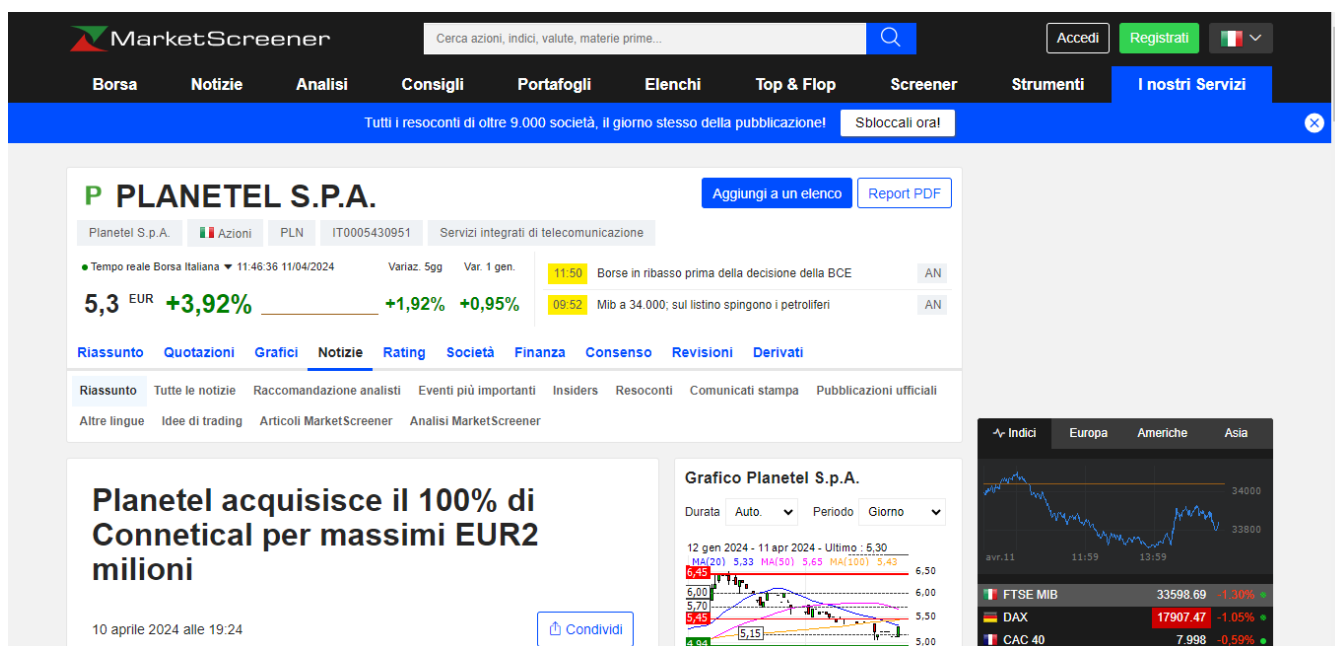 MarketScreener
Cerca azioni, indici, valute, materie prime...
Accedi
Registrati
Borsa Notizie Analisi Consigli Portafogli Elenchi Top & Flop Screener Strumenti I nostri Servizi
Tutti i resoconti di oltre 9.000 società, il giorno stesso della pubblicazione! Sbloccali ora!
P PLANETEL S.P.A.
Aggiungi a un elenco Report PDF
Planetel S.p.A. Azioni PLN IT0005430951 Servizi integrati di telecomunicazione
Tempo reale Borsa Italiana 11:46:36 11/04/2024 Variaz. 5gg Var. 1 gen.
5,3 EUR +3,92% +1,92% +0,95%
11:50 Borse in ribasso prima della decisione della BCE AN
09:52 Mib a 34.000; sul listino spingono i petroliferi AN
Riassunto Quotazioni Grafici Notizie Rating Società Finanza Consenso Revisioni Derivati
Riassunto Tutte le notizie Raccomandazione analisti Eventi più importanti Insiders Resoconti Comunicati stampa Pubblicazioni ufficiali
Altre lingue Idee di trading Articoli MarketScreener Analisi MarketScreener
Planetel acquisisce il 100% di
Connetical per massimi EUR2
milioni
10 aprile 2024 alle 19:24
Condividi
Grafico Planetel S.p.A.
Durata Auto. Periodo Giorno
12 gen 2024 - 11 apr 2024 - Ultimo : 5,30
MA(20) 5,33 MA(50) 5,65 MA(100) 5,43
6,45
6,00
5,70
5,45
5,15
4,94
6,50
6,00
5,50
5,00
Indici Europa Americhe Asia
34000
33800
avr.11 11:59 13:59
FTSE MIB 33598.69 -1.30%
DAX 17907.47 -1.05%
CAC 40 7.998 -0,59%